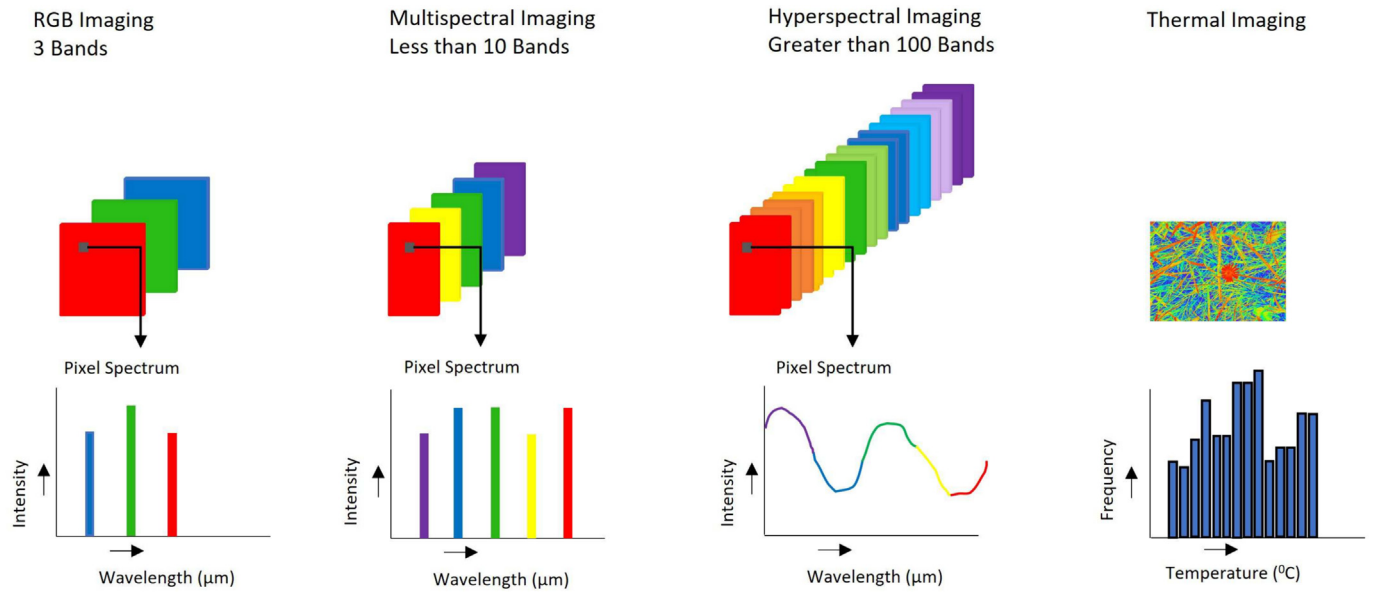 RGB Imaging
3 Bands
Multispectral Imaging
Less than 10 Bands
Hyperspectral Imaging
Greater than 100 Bands
Thermal Imaging
Pixel Spectrum
Pixel Spectrum
Pixel Spectrum
Intensity
Wavelength (µm)
Intensity
Wavelength (µm)
Intensity
Wavelength (µm)
Frequency
Temperature (⁰C)